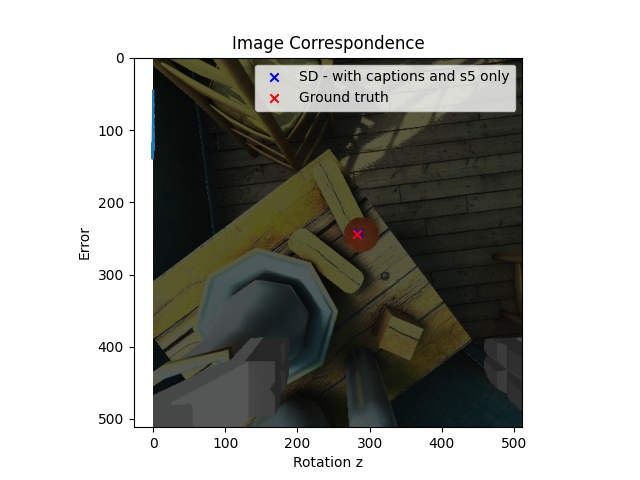 Image Correspondence
SD - with captions and s5 only
Ground truth
0
100
200
300
400
500
Error
0
100
200
300
400
500
Rotation z